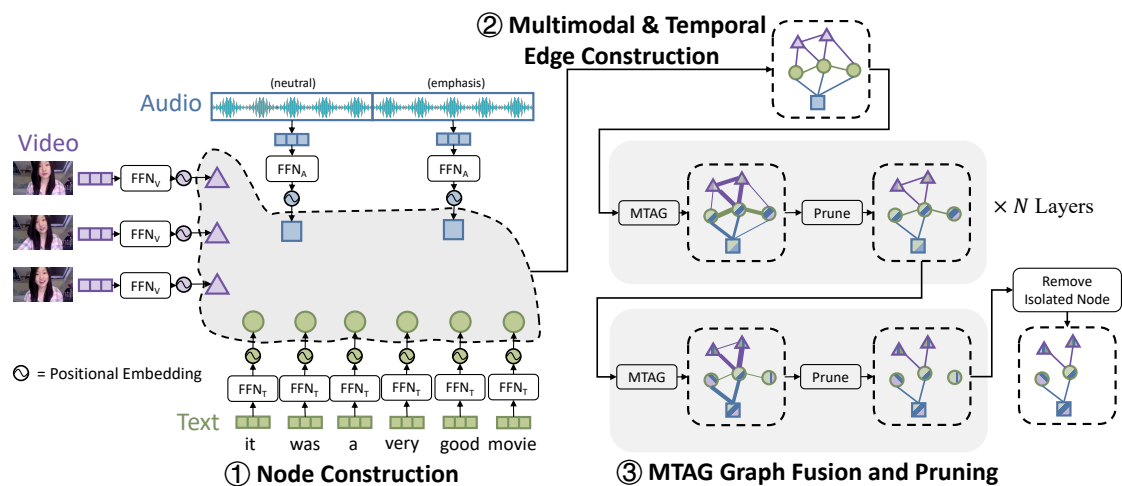 ② Multimodal & Temporal
Edge Construction
(neutral)
(emphasis)
Audio
Video
FFN_A
FFN_A
FFN_V
FFN_V
FFN_V
MTAG
Prune
× N Layers
Remove
Isolated Node
MTAG
Prune
= Positional Embedding
FFN_T
FFN_T
FFN_T
FFN_T
FFN_T
FFN_T
Text
it was a very good movie
① Node Construction
③ MTAG Graph Fusion and Pruning